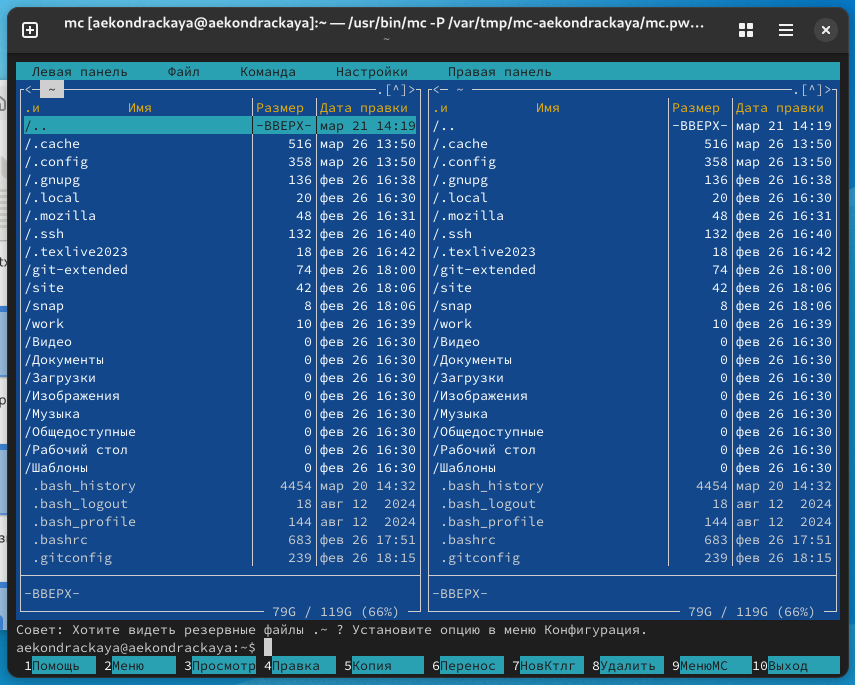 mc [aekondrackaya@aekondrackaya]:~ — /usr/bin/mc -P /var/tmp/mc-aekondrackaya/mc.pw…
~
Левая панель Файл Команда Настройки Правая панель
<- ~ .[^]> <- ~ .[^]>
.и Имя Размер Дата правки .и Имя Размер Дата правки
/.. -ВВЕРХ- мар 21 14:19 /.. -ВВЕРХ- мар 21 14:19
/.cache 516 мар 26 13:50 /.cache 516 мар 26 13:50
/.config 358 мар 26 13:50 /.config 358 мар 26 13:50
/.gnupg 136 фев 26 16:38 /.gnupg 136 фев 26 16:38
/.local 20 фев 26 16:30 /.local 20 фев 26 16:30
/.mozilla 48 фев 26 16:31 /.mozilla 48 фев 26 16:31
/.ssh 132 фев 26 16:40 /.ssh 132 фев 26 16:40
/.texlive2023 18 фев 26 16:42 /.texlive2023 18 фев 26 16:42
/git-extended 74 фев 26 18:00 /git-extended 74 фев 26 18:00
/site 42 фев 26 18:06 /site 42 фев 26 18:06
/snap 8 фев 26 18:06 /snap 8 фев 26 18:06
/work 10 фев 26 16:39 /work 10 фев 26 16:39
/Видео 0 фев 26 16:30 /Видео 0 фев 26 16:30
/Документы 0 фев 26 16:30 /Документы 0 фев 26 16:30
/Загрузки 0 фев 26 16:30 /Загрузки 0 фев 26 16:30
/Изображения 0 фев 26 16:30 /Изображения 0 фев 26 16:30
/Музыка 0 фев 26 16:30 /Музыка 0 фев 26 16:30
/Общедоступные 0 фев 26 16:30 /Общедоступные 0 фев 26 16:30
/Рабочий стол 0 фев 26 16:30 /Рабочий стол 0 фев 26 16:30
/Шаблоны 0 фев 26 16:30 /Шаблоны 0 фев 26 16:30
.bash_history 4454 мар 20 14:32 .bash_history 4454 мар 20 14:32
.bash_logout 18 авг 12 2024 .bash_logout 18 авг 12 2024
.bash_profile 144 авг 12 2024 .bash_profile 144 авг 12 2024
.bashrc 683 фев 26 17:51 .bashrc 683 фев 26 17:51
.gitconfig 239 фев 26 18:15 .gitconfig 239 фев 26 18:15
-ВВЕРХ- -ВВЕРХ-
79G / 119G (66%) 79G / 119G (66%)
Совет: Хотите видеть резервные файлы .~ ? Установите опцию в меню Конфигурация.
aekondrackaya@aekondrackaya:~$
1Помощь 2Меню 3Просмотр 4Правка 5Копия 6Перенос 7НовКтлг 8Удалить 9МенюМС 10Выход